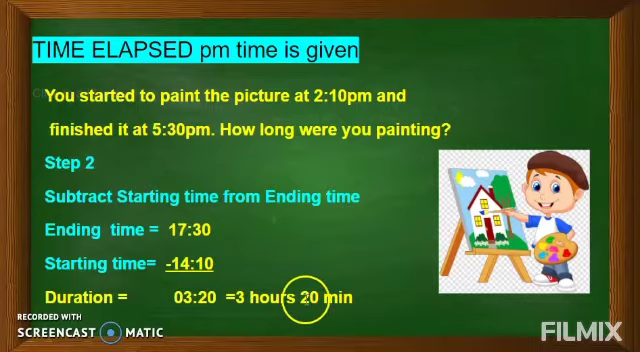 TIME ELAPSED pm time is given
You started to paint the picture at 2:10pm and
finished it at 5:30pm. How long were you painting?
Step 2
Subtract Starting time from Ending time
Ending time = 17:30
Starting time= -14:10
Duration = 03:20 =3 hours 20 min
RECORDED WITH
SCREENCAST MATIC
FILMIX